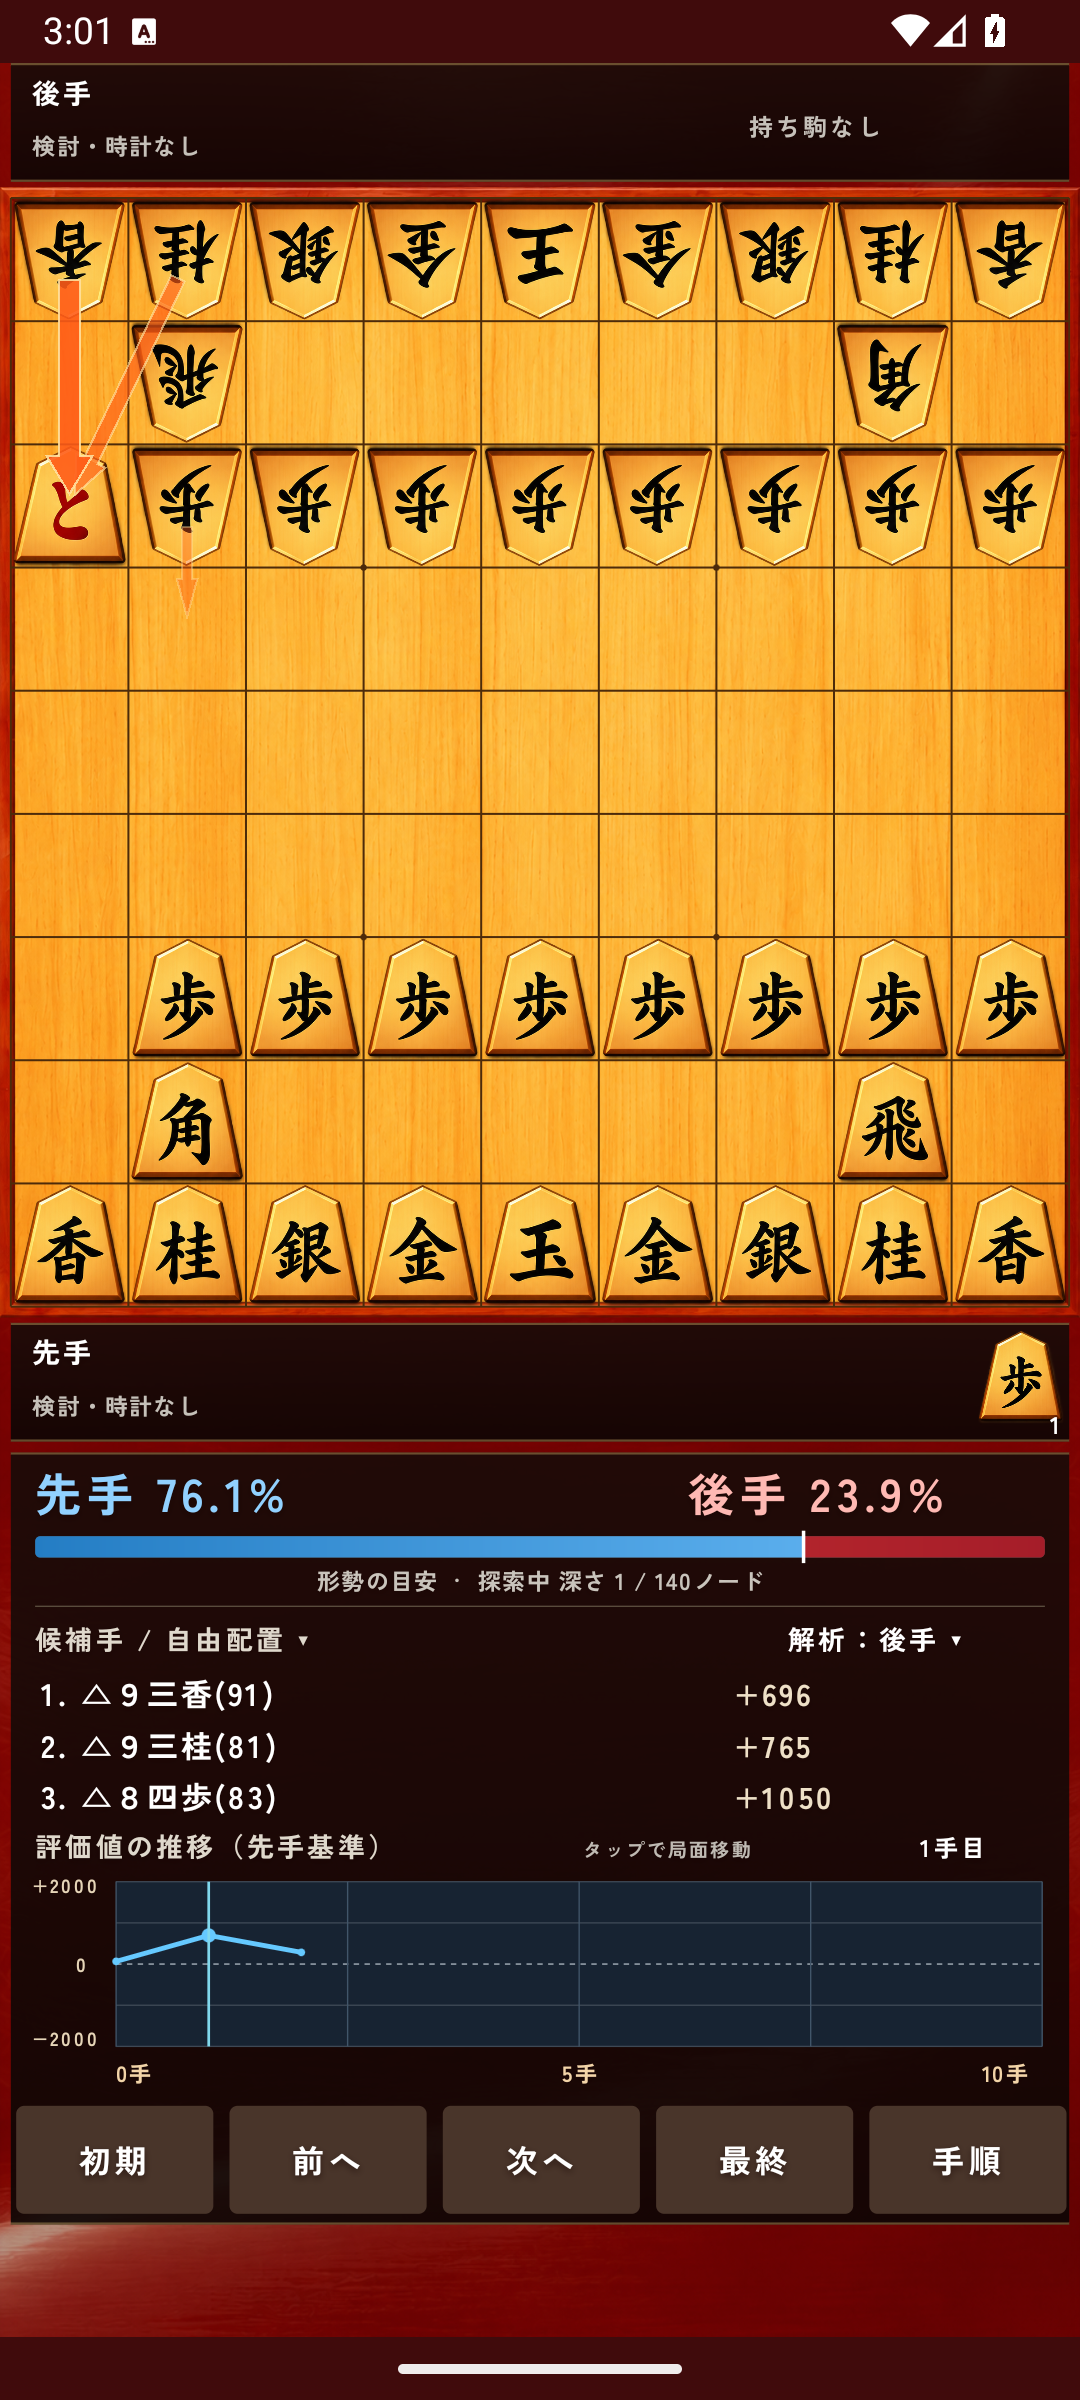 3:01 A
後手
検討・時計なし
持ち駒なし
香 桂 銀 金 王 金 銀 桂 香
飛 角
と 歩 歩 歩 歩 歩 歩 歩 歩
歩 歩 歩 歩 歩 歩 歩 歩
角 飛
香 桂 銀 金 玉 金 銀 桂 香
先手
検討・時計なし
歩
1
先手 76.1% 後手 23.9%
形勢の目安 · 探索中 深さ 1 / 140ノード
候補手 / 自由配置 ▾ 解析：後手 ▾
1. △９三香(91) +696
2. △９三桂(81) +765
3. △８四歩(83) +1050
評価値の推移（先手基準） タップで局面移動 1手目
+2000
0
−2000
0手 5手 10手
初期 前へ 次へ 最終 手順